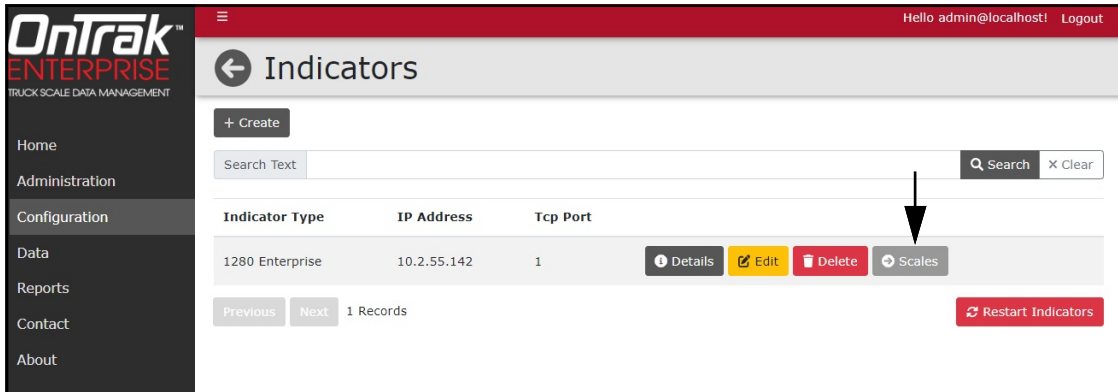 OnTrak™
ENTERPRISE
TRUCK SCALE DATA MANAGEMENT
Home
Administration
Configuration
Data
Reports
Contact
About
Hello admin@localhost! Logout
Indicators
+ Create
Search Text Search × Clear
Indicator Type IP Address Tcp Port
1280 Enterprise 10.2.55.142 1 Details Edit Delete Scales
Previous Next 1 Records Restart Indicators